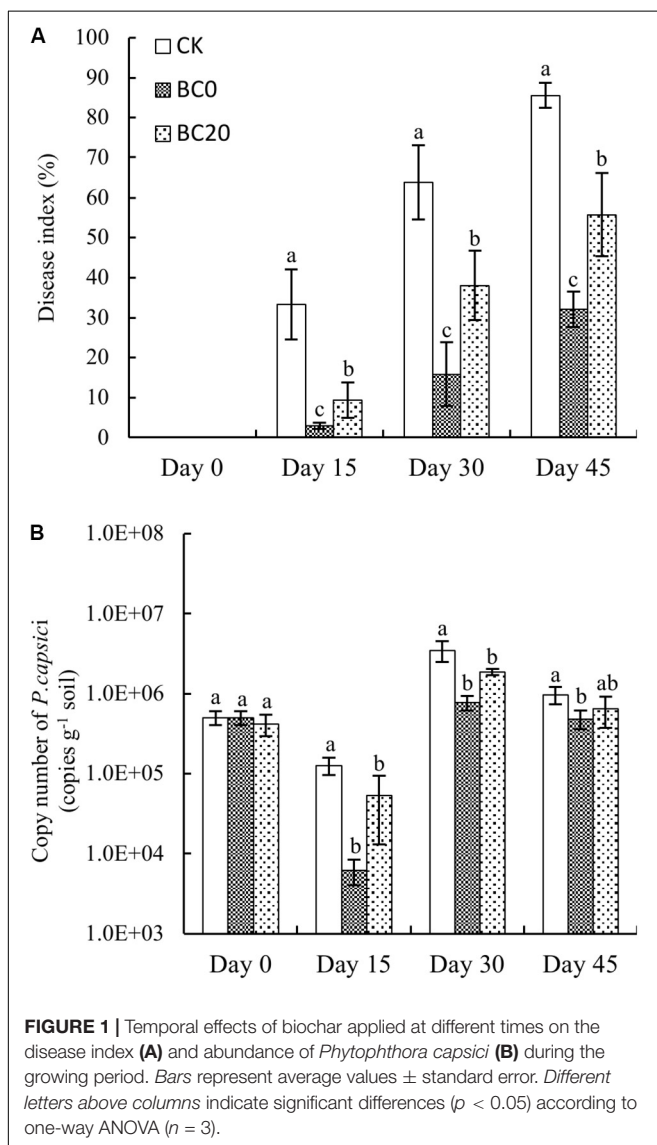 A
100
90
80
70
60
50
40
30
20
10
0
Disease index (%)
CK
BC0
BC20
a
c
b
a
c
b
a
c
b
Day 0
Day 15
Day 30
Day 45
B
1.0E+08
1.0E+07
1.0E+06
1.0E+05
1.0E+04
1.0E+03
Copy number of P.capsici
(copies g⁻¹ soil)
a
a
a
a
b
b
a
b
b
a
b
ab
Day 0
Day 15
Day 30
Day 45
FIGURE 1 | Temporal effects of biochar applied at different times on the
disease index (A) and abundance of Phytophthora capsici (B) during the
growing period. Bars represent average values ± standard error. Different
letters above columns indicate significant differences (p < 0.05) according to
one-way ANOVA (n = 3).